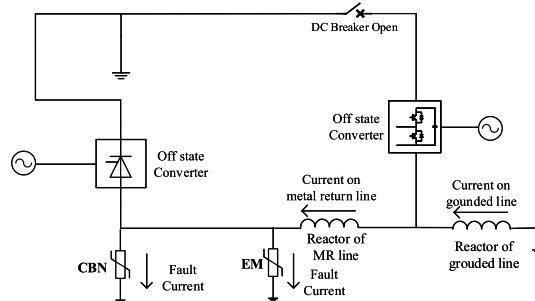 DC Breaker Open
Off state
Converter
Off state
Converter
Current on
metal return line
Current on
gounded line
Reactor of
MR line
Reactor of
grounded line
CBN
Fault
Current
EM
Fault
Current